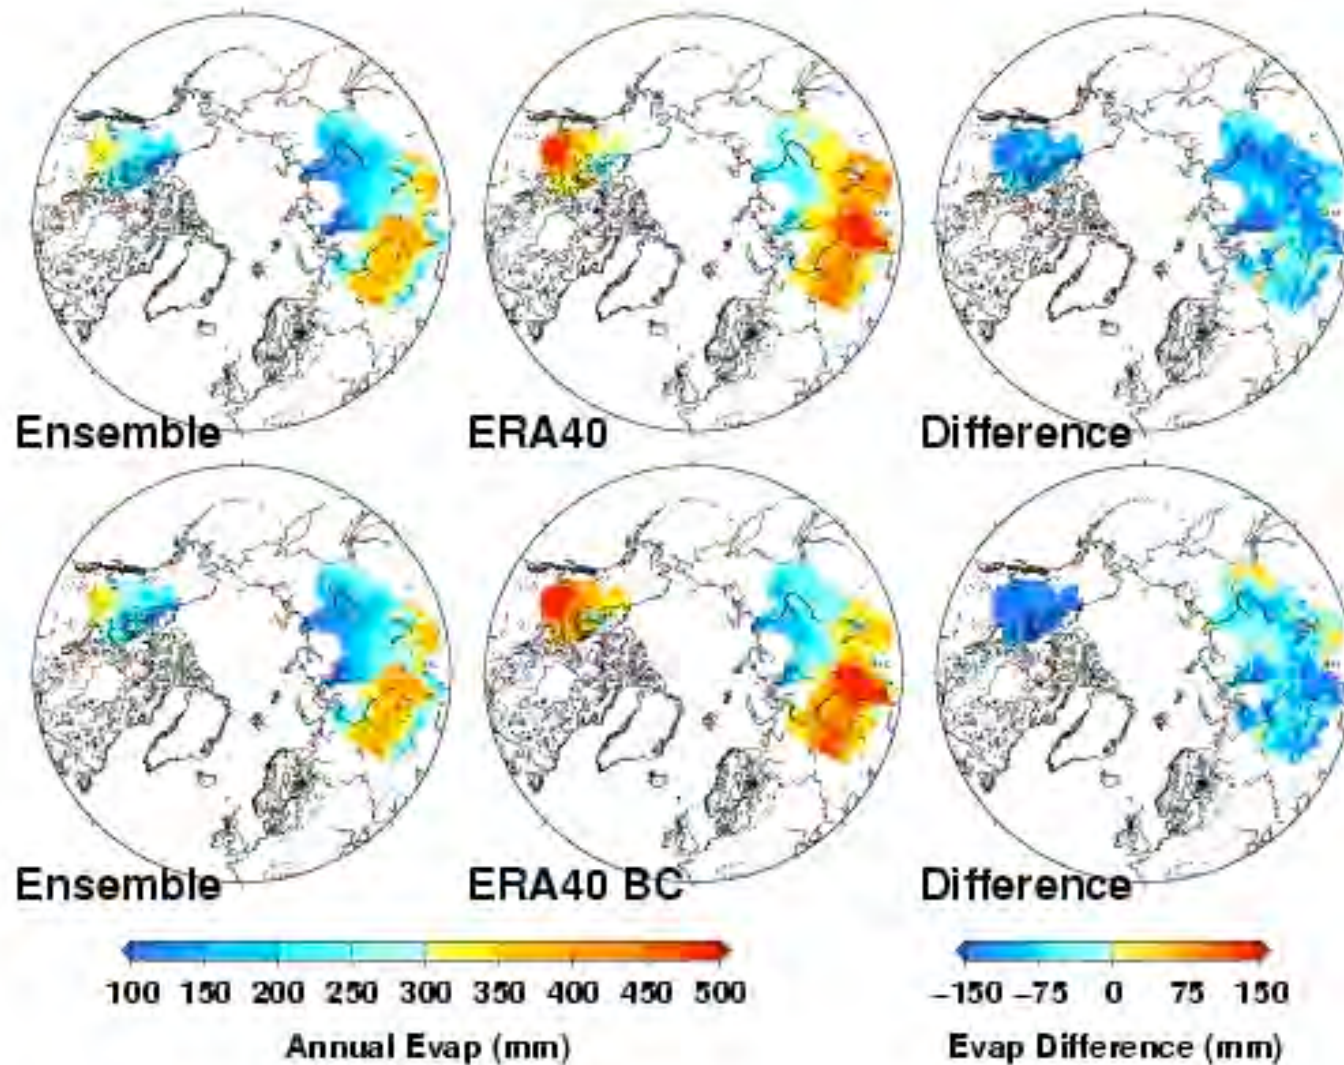 Ensemble ERA40 Difference
Ensemble ERA40 BC Difference
100 150 200 250 300 350 400 450 500 −150 −75 0 75 150
Annual Evap (mm) Evap Difference (mm)